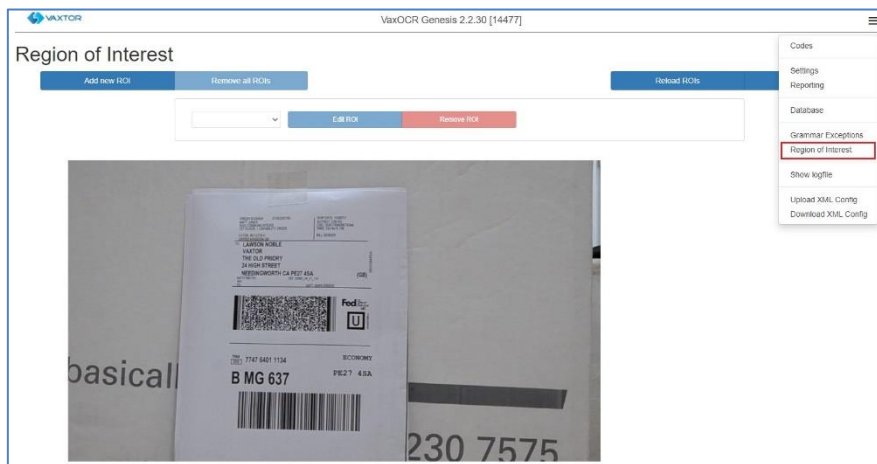 VAXTOR
VaxOCR Genesis 2.2.30 [14477]
Region of Interest
Add new ROI
Remove all ROIs
Reload ROIs
Edit ROI
Remove ROI
Codes
Settings
Reporting
Database
Grammar Exceptions
Region of Interest
Show logfile
Upload XML Config
Download XML Config
LAWSON NOBLE
VAXTOR
THE OLD PRIORY
24 HIGH STREET
NEEDINGWORTH CA PE27 4SA
(GB)
FedEx
U
7747 6401 1134
ECONOMY
PE27 4SA
B MG 637
basicall
230 7575